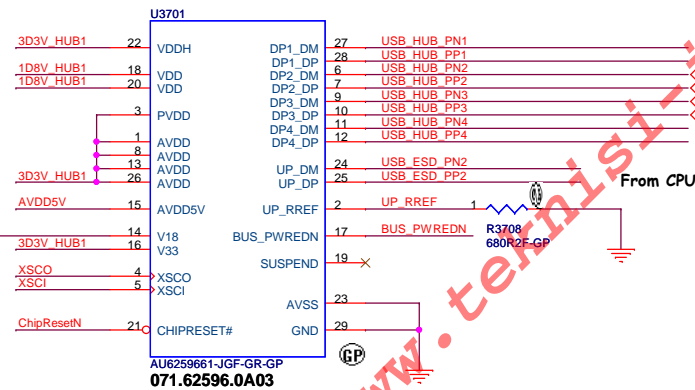 U3701
3D3V_HUB1 22 VDDH DP1_DM 27 USB_HUB_PN1
DP1_DP 28 USB_HUB_PP1
1D8V_HUB1 18 VDD DP2_DM 6 USB_HUB_PN2
1D8V_HUB1 20 VDD DP2_DP 7 USB_HUB_PP2
DP3_DM 9 USB_HUB_PN3
3 PVDD DP3_DP 10 USB_HUB_PP3
DP4_DM 11 USB_HUB_PN4
1 AVDD DP4_DP 12 USB_HUB_PP4
8 AVDD
13 AVDD UP_DM 24 USB_ESD_PN2
3D3V_HUB1 26 AVDD UP_DP 25 USB_ESD_PP2
From CPU
AVDD5V 15 AVDD5V UP_RREF 2 UP_RREF 1
R3708
680R2F-GP
14 V18 BUS_PWREDN 17 BUS_PWREDN
3D3V_HUB1 16 V33
SUSPEND 19
XSCO 4 XSCO
XSCI 5 XSCI
AVSS 23
ChipResetN 21 CHIPRESET# GND 29
GP
AU6259661-JGF-GR-GP
071.62596.0A03
ww.teknisi-i